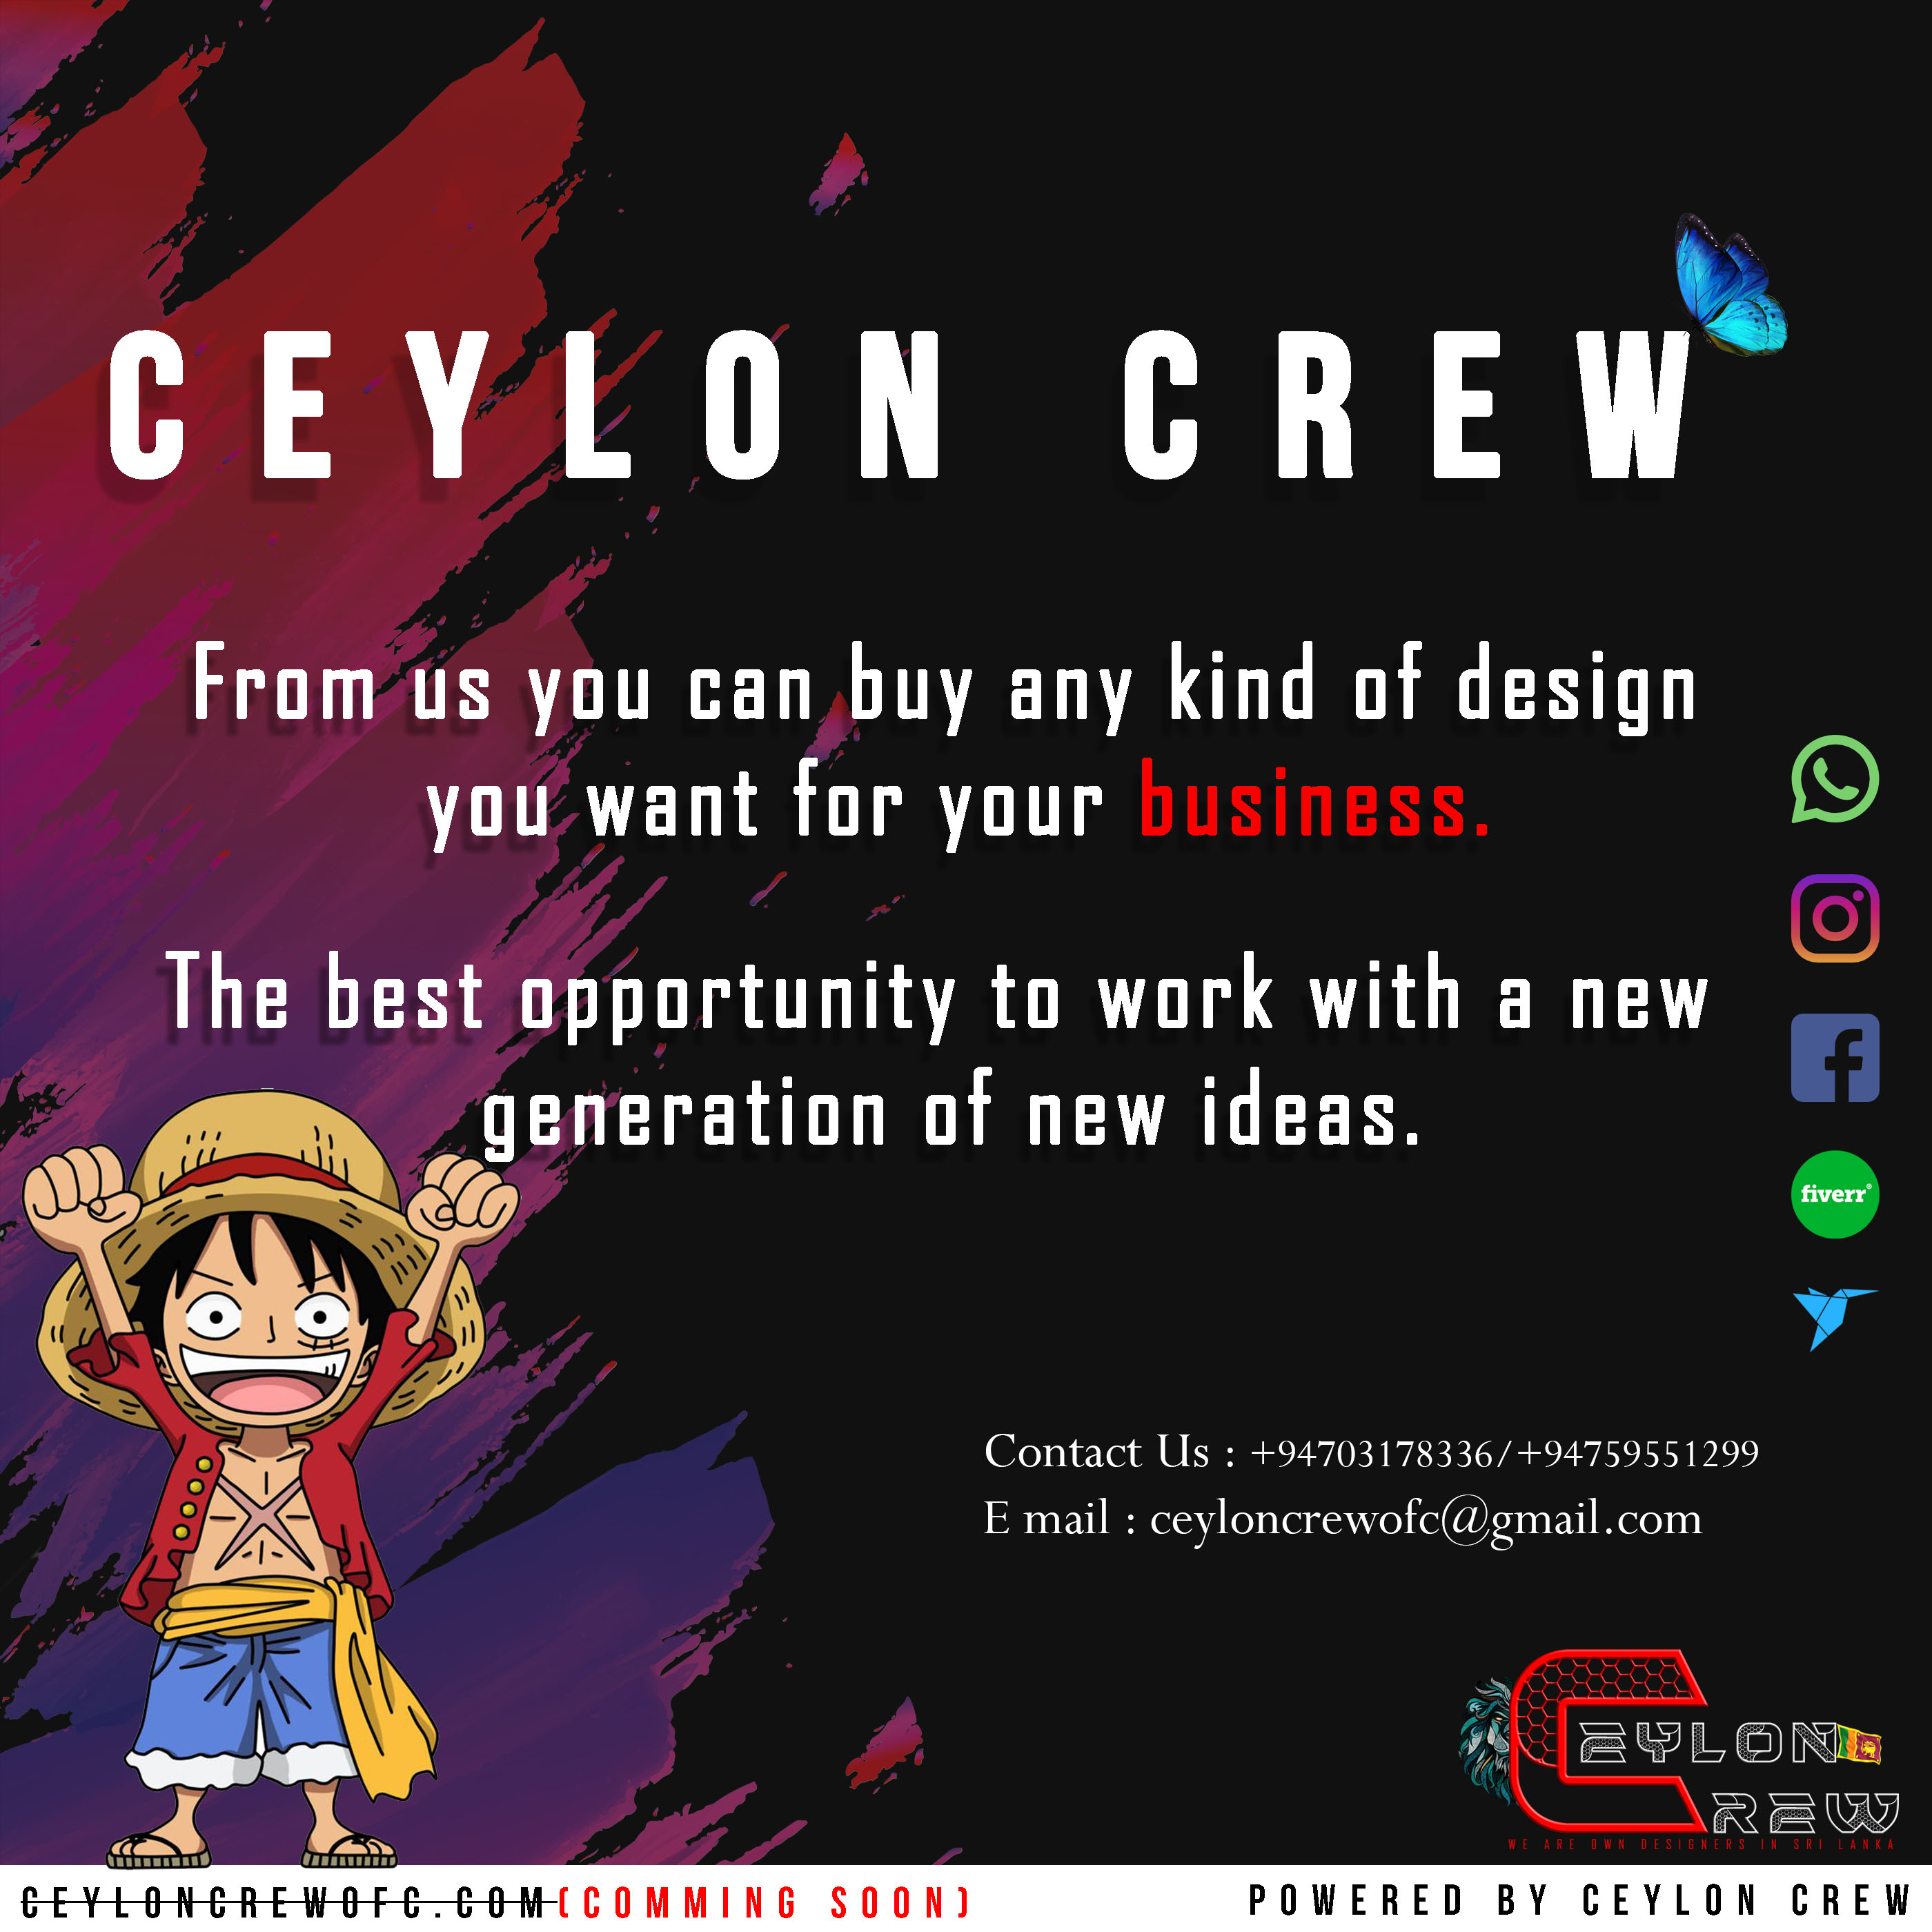 CEYLON CREW
From us you can buy any kind of design
you want for your business.
The best opportunity to work with a new
generation of new ideas.
fiverr®
Contact Us : +94703178336/+94759551299
E mail : ceyloncrewofc@gmail.com
CEYLON
CREW
WE ARE OWN DESIGNERS IN SRI LANKA
CEYLONCREWOFC.COM(COMMING SOON)
POWERED BY CEYLON CREW